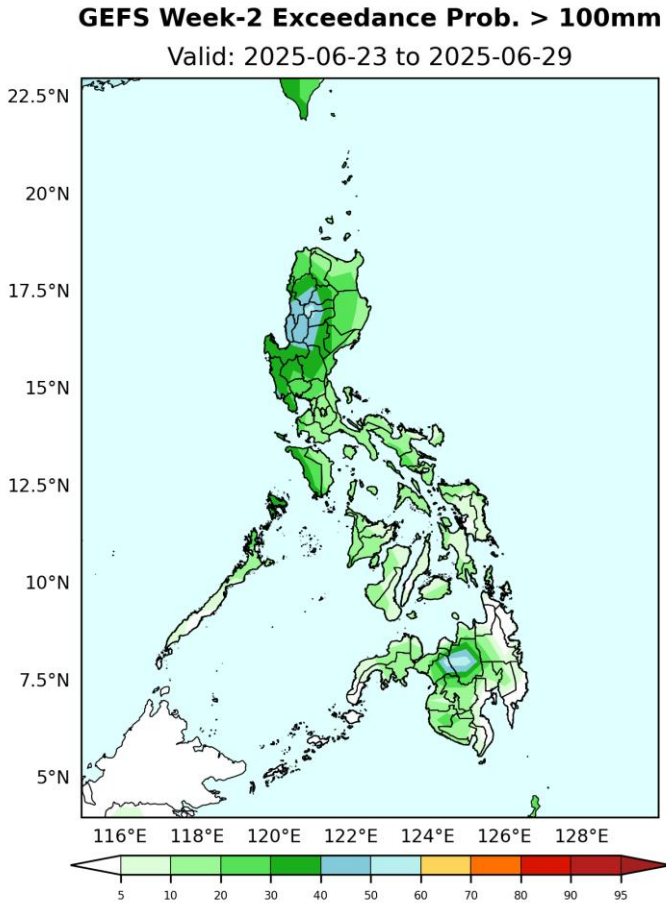 GEFS Week-2 Exceedance Prob. > 100mm
Valid: 2025-06-23 to 2025-06-29
22.5°N
20°N
17.5°N
15°N
12.5°N
10°N
7.5°N
5°N
116°E 118°E 120°E 122°E 124°E 126°E 128°E
5 10 20 30 40 50 60 70 80 90 95